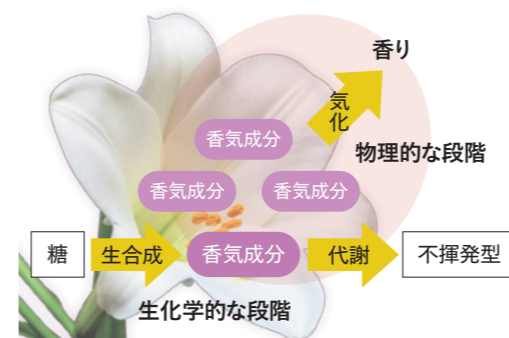 香り
気化
物理的な段階
香気成分
香気成分
香気成分
糖
生合成
香気成分
代謝
不揮発型
生化学的な段階